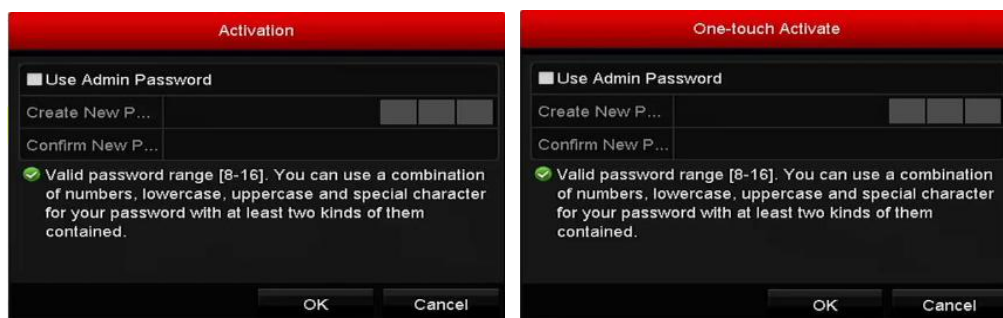 Activation
Use Admin Password
Create New P...
Confirm New P...
Valid password range [8-16]. You can use a combination
of numbers, lowercase, uppercase and special character
for your password with at least two kinds of them
contained.
OK Cancel
One-touch Activate
Use Admin Password
Create New P...
Confirm New P...
Valid password range [8-16]. You can use a combination
of numbers, lowercase, uppercase and special character
for your password with at least two kinds of them
contained.
OK Cancel